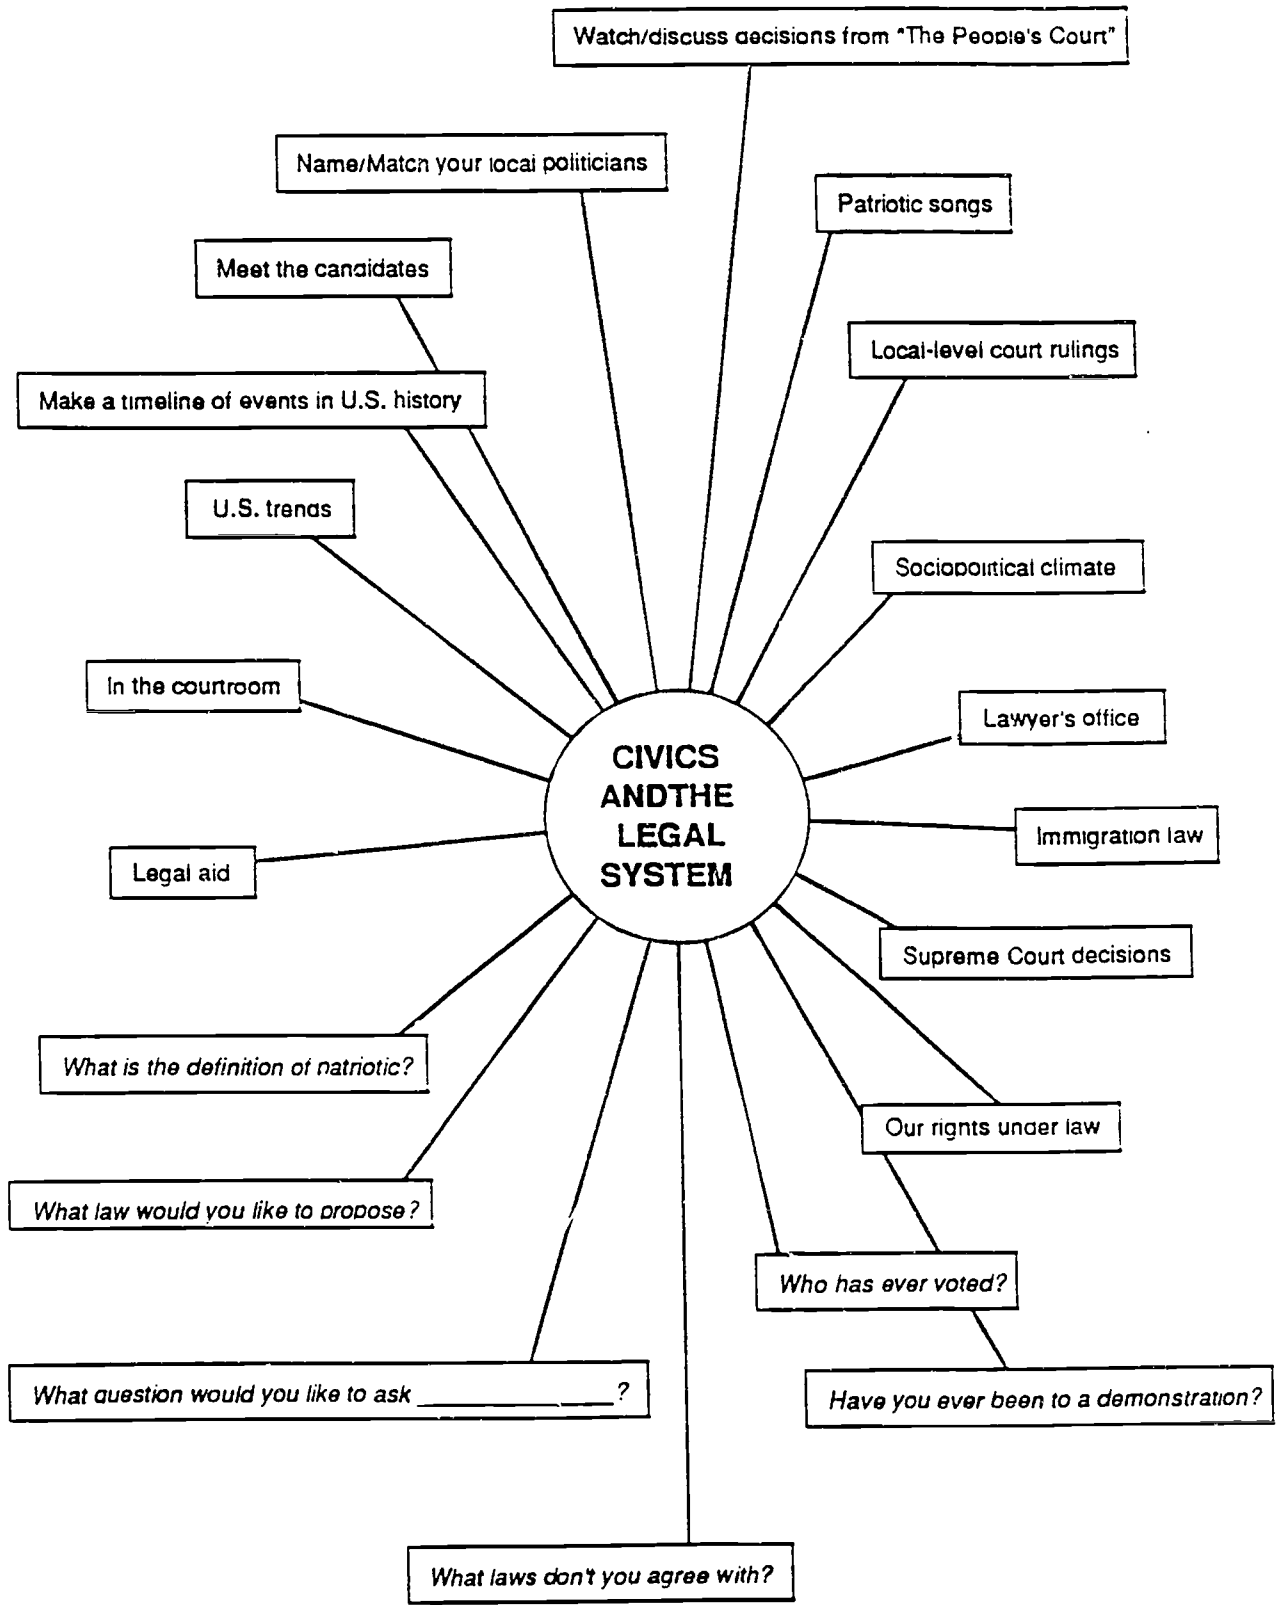 Watch/discuss decisions from "The People's Court"
Name/Match your local politicians
Patriotic songs
Meet the candidates
Local-level court rulings
Make a timeline of events in U.S. history
U.S. trends
Sociopolitical climate
In the courtroom
Lawyer's office
CIVICS
ANDTHE
LEGAL
SYSTEM
Immigration law
Legal aid
Supreme Court decisions
What is the definition of patriotic?
Our rights under law
What law would you like to propose?
Who has ever voted?
What question would you like to ask ______________?
Have you ever been to a demonstration?
What laws don't you agree with?